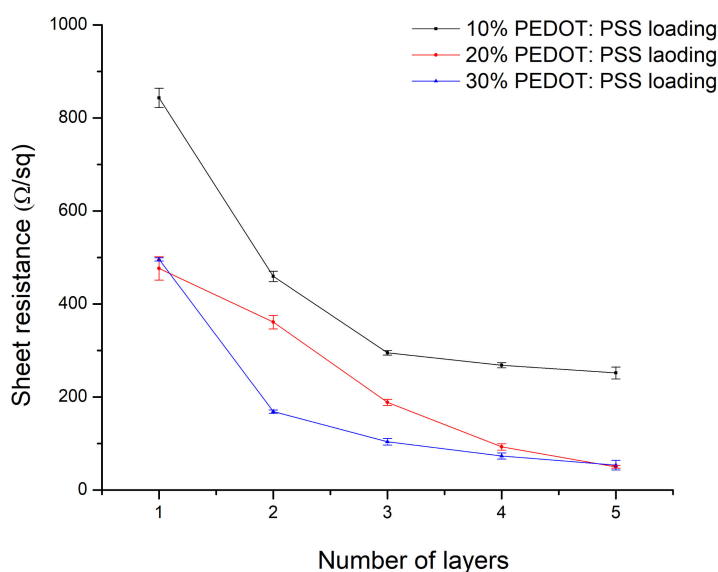 1000
10% PEDOT: PSS loading
20% PEDOT: PSS laoding
30% PEDOT: PSS loading
800
600
400
200
0
Sheet resistance (Ω/sq)
1 2 3 4 5
Number of layers